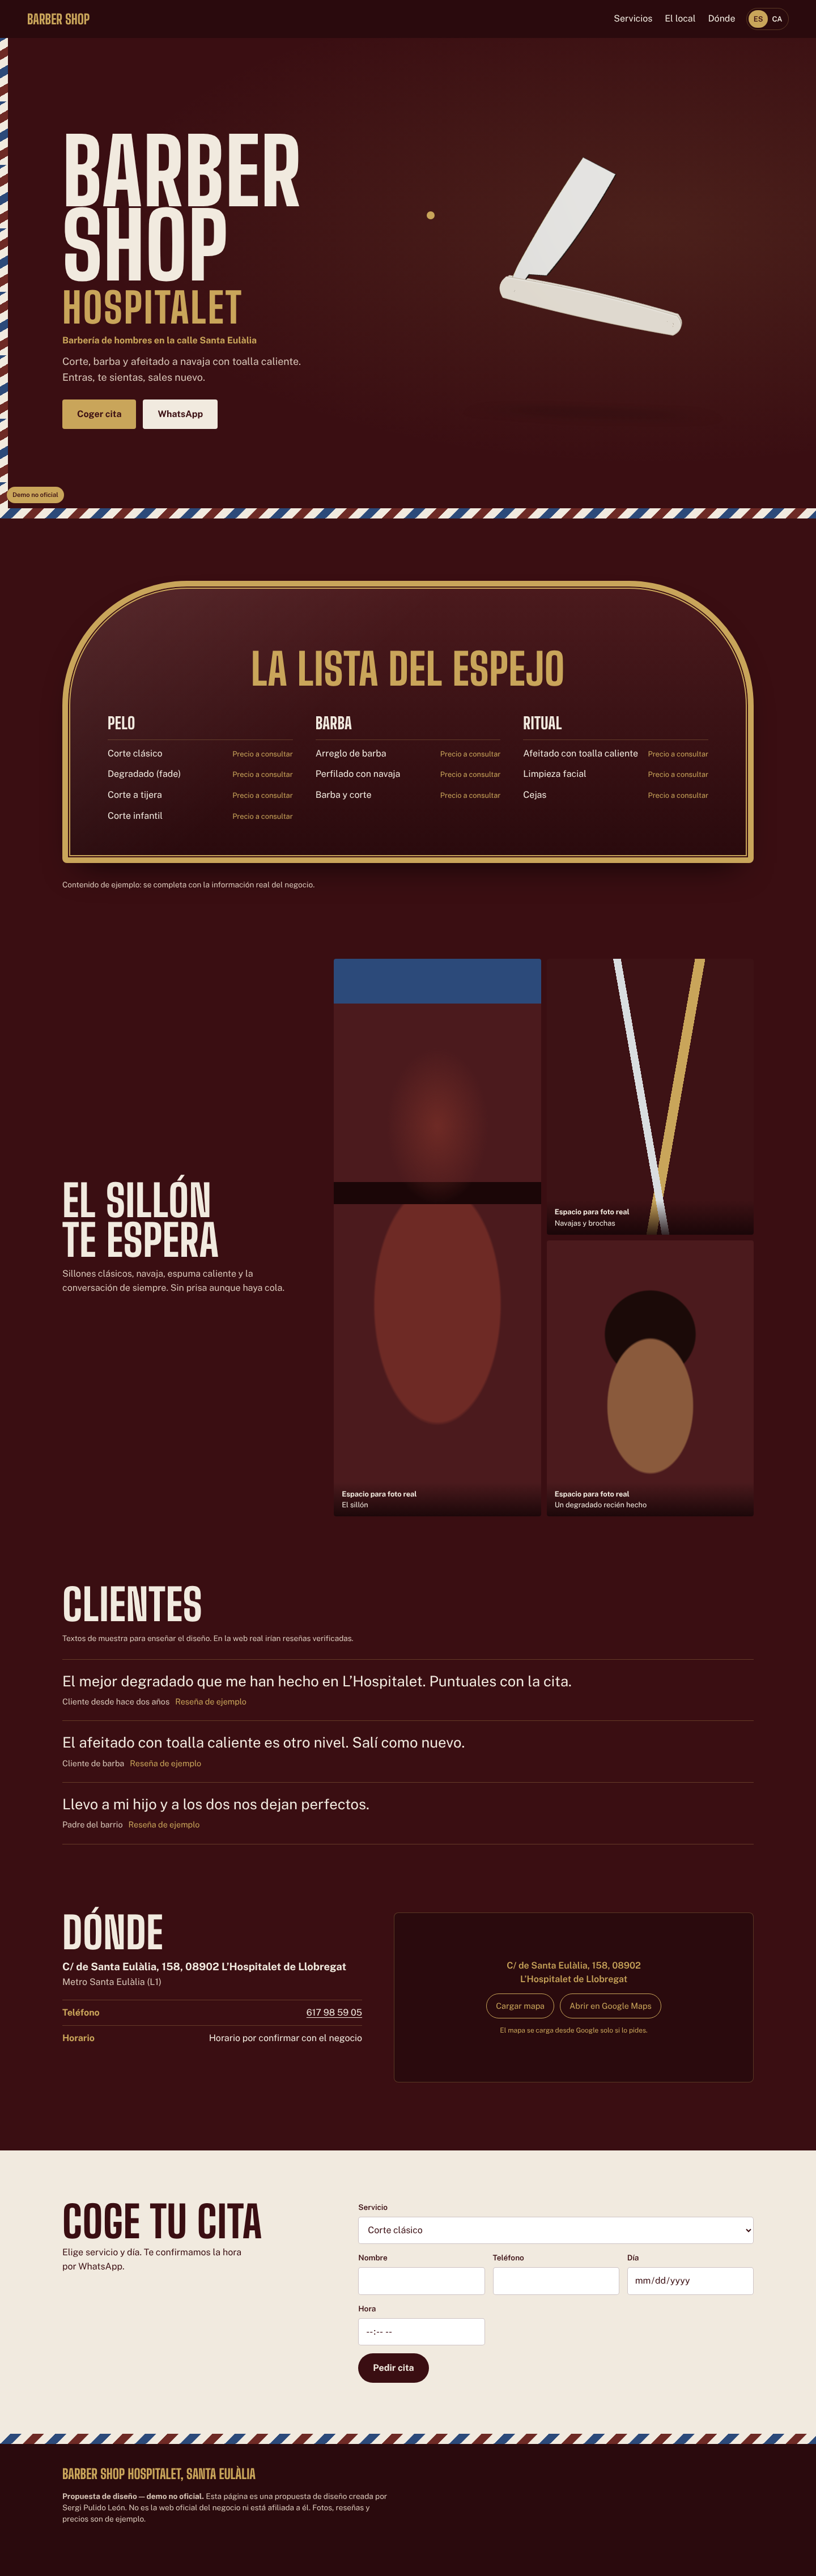 BARBER SHOP
Servicios El local Dónde ES CA
BARBER
SHOP
HOSPITALET
Barbería de hombres en la calle Santa Eulàlia
Corte, barba y afeitado a navaja con toalla caliente.
Entras, te sientas, sales nuevo.
Coger cita WhatsApp
Demo no oficial
LA LISTA DEL ESPEJO
PELO
Corte clásico Precio a consultar
Degradado (fade) Precio a consultar
Corte a tijera Precio a consultar
Corte infantil Precio a consultar
BARBA
Arreglo de barba Precio a consultar
Perfilado con navaja Precio a consultar
Barba y corte Precio a consultar
RITUAL
Afeitado con toalla caliente Precio a consultar
Limpieza facial Precio a consultar
Cejas Precio a consultar
Contenido de ejemplo: se completa con la información real del negocio.
EL SILLÓN
TE ESPERA
Sillones clásicos, navaja, espuma caliente y la
conversación de siempre. Sin prisa aunque haya cola.
Espacio para foto real
El sillón
Espacio para foto real
Navajas y brochas
Espacio para foto real
Un degradado recién hecho
CLIENTES
Textos de muestra para enseñar el diseño. En la web real irían reseñas verificadas.
El mejor degradado que me han hecho en L’Hospitalet. Puntuales con la cita.
Cliente desde hace dos años Reseña de ejemplo
El afeitado con toalla caliente es otro nivel. Salí como nuevo.
Cliente de barba Reseña de ejemplo
Llevo a mi hijo y a los dos nos dejan perfectos.
Padre del barrio Reseña de ejemplo
DÓNDE
C/ de Santa Eulàlia, 158, 08902 L’Hospitalet de Llobregat
Metro Santa Eulàlia (L1)
Teléfono 617 98 59 05
Horario Horario por confirmar con el negocio
C/ de Santa Eulàlia, 158, 08902
L’Hospitalet de Llobregat
Cargar mapa Abrir en Google Maps
El mapa se carga desde Google solo si lo pides.
COGE TU CITA
Elige servicio y día. Te confirmamos la hora
por WhatsApp.
Servicio
Corte clásico
Nombre Teléfono Día
mm/dd/yyyy
Hora
--:-- --
Pedir cita
BARBER SHOP HOSPITALET, SANTA EULÀLIA
Propuesta de diseño — demo no oficial. Esta página es una propuesta de diseño creada por
Sergi Pulido León. No es la web oficial del negocio ni está afiliada a él. Fotos, reseñas y
precios son de ejemplo.